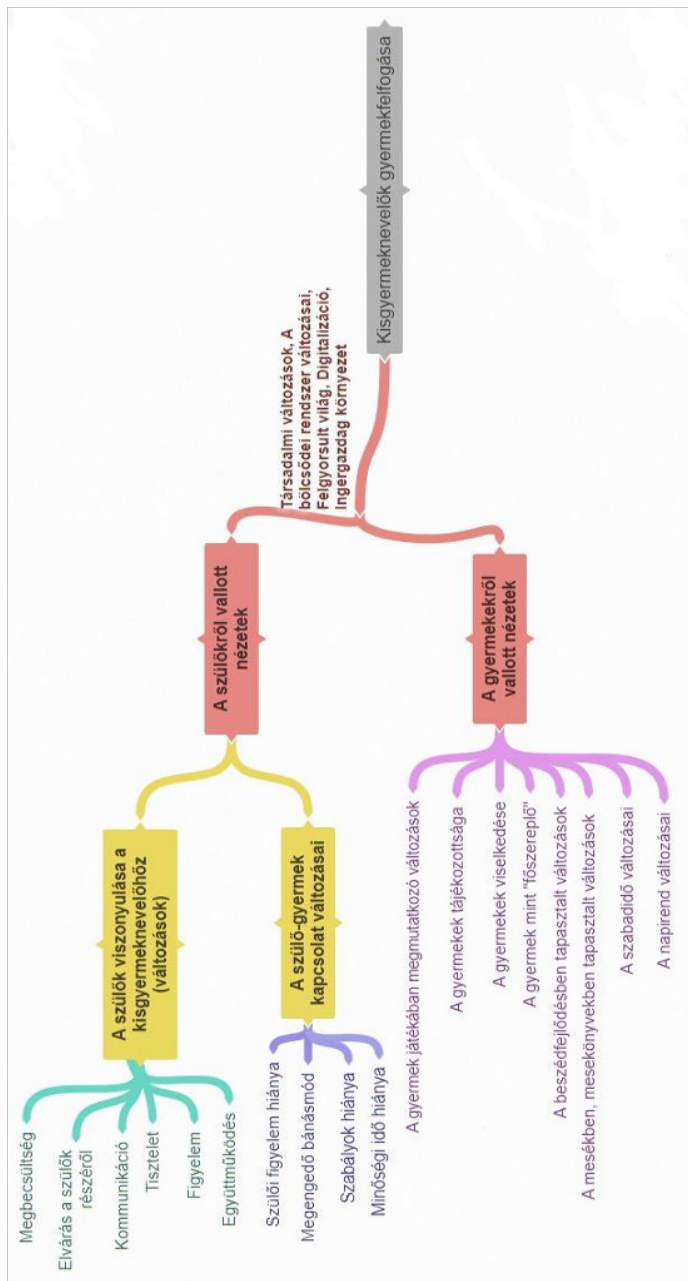 Kisgyermeknevelők gyermekfelfogása
Társadalmi változások, A
bölcsődei rendszer változásai,
Felgyorsult világ, Digitalizáció,
Ingergazdag környezet
A szülőkről vallott
nézetek
A szülők viszonyulása a
kisgyermeknevelőhöz
(változások)
Megbecsültség
Elvárás a szülők
részéről
Kommunikáció
Tisztelet
Figyelem
Együttműködés
A szülő-gyermek
kapcsolat változásai
Szülői figyelem hiánya
Megengedő bánásmód
Szabályok hiánya
Minőségi idő hiánya
A gyermekekről
vallott nézetek
A gyermek játékában megmutatkozó változások
A gyermekek tájékozottsága
A gyermekek viselkedése
A gyermek mint "főszereplő"
A beszédfejlődésben tapasztalt változások
A mesékben, mesekönyvekben tapasztalt változások
A szabadidő változásai
A napirend változásai